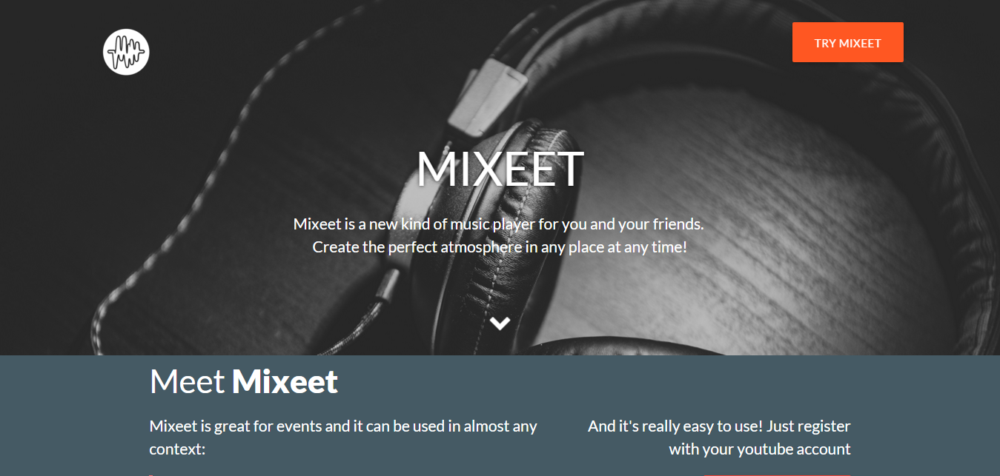 TRY MIXEET
MIXEET
Mixeet is a new kind of music player for you and your friends.
Create the perfect atmosphere in any place at any time!
Meet Mixeet
Mixeet is great for events and it can be used in almost any
context:
And it's really easy to use! Just register
with your youtube account